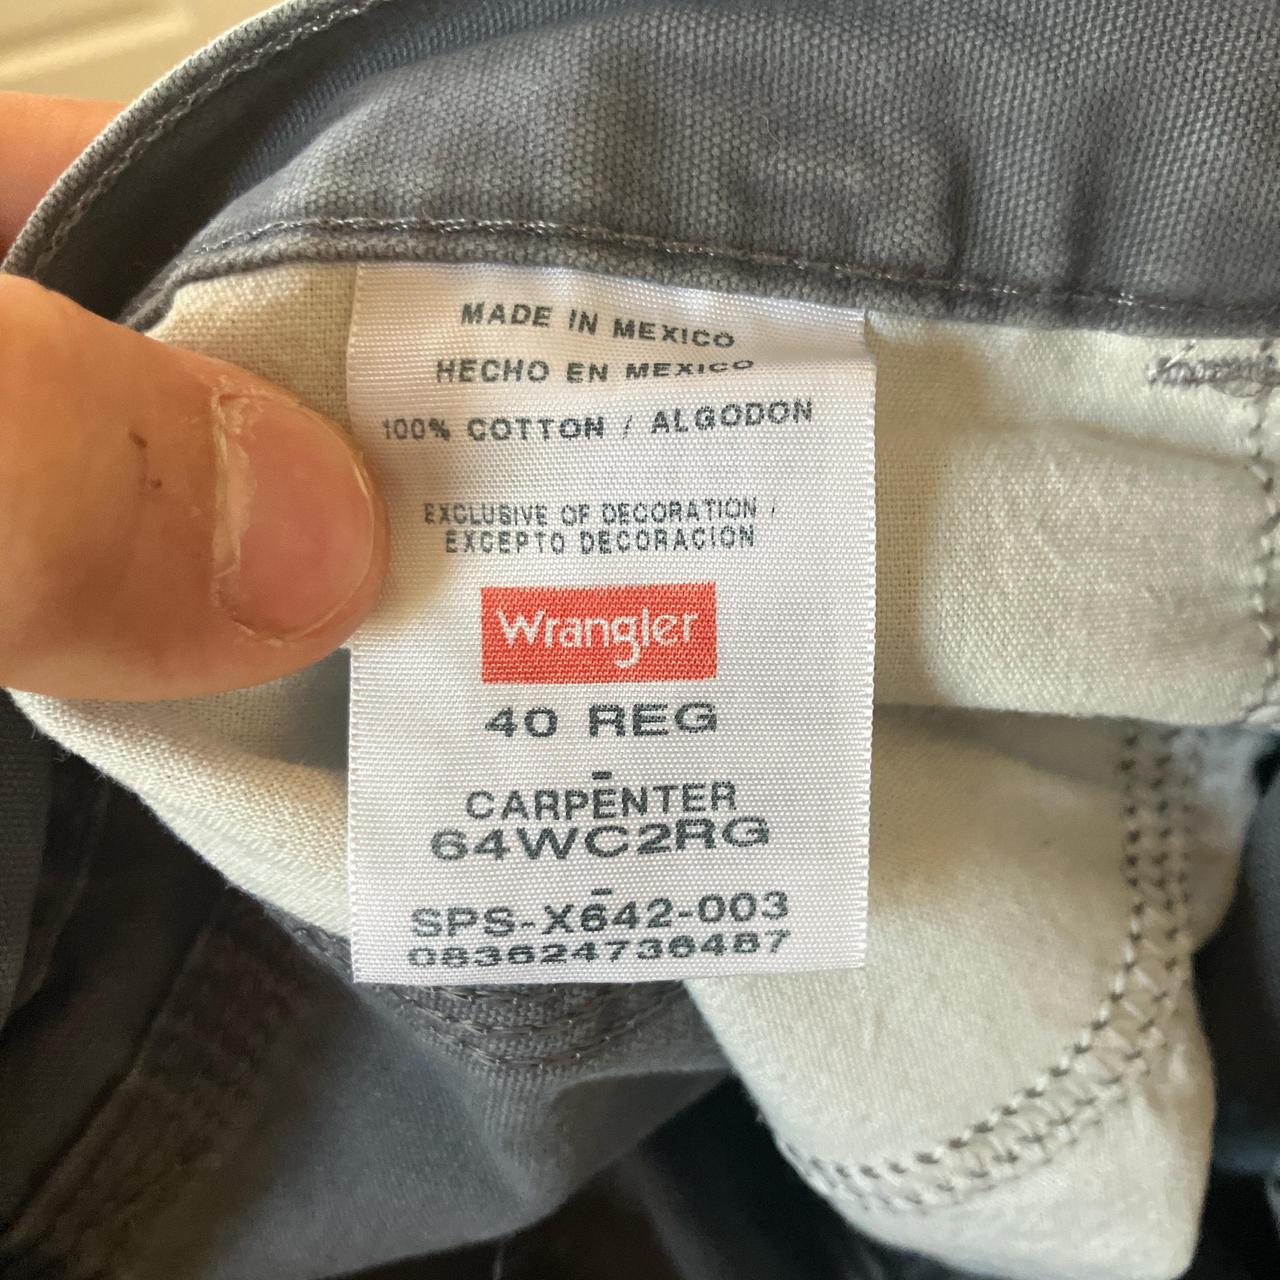 MADE IN MEXICO
HECHO EN MEXICO
100% COTTON / ALGODON
EXCLUSIVE OF DECORATION /
EXCEPTO DECORACION
Wrangler
40 REG
-
CARPENTER
64WC2RG
-
SPS-X642-003
083624736487